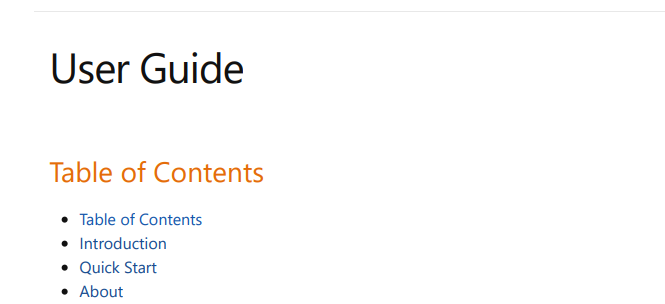 User Guide
Table of Contents
Table of Contents
Introduction
Quick Start
About